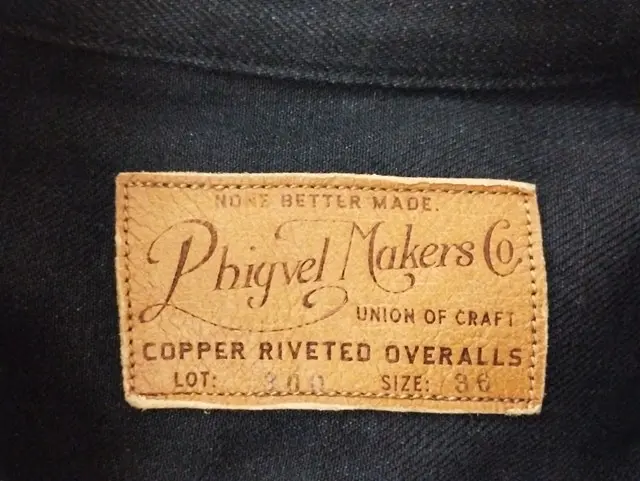 NONE BETTER MADE.
Phigvel Makers Co.
UNION OF CRAFT
COPPER RIVETED OVERALLS
LOT: 300 SIZE: 36